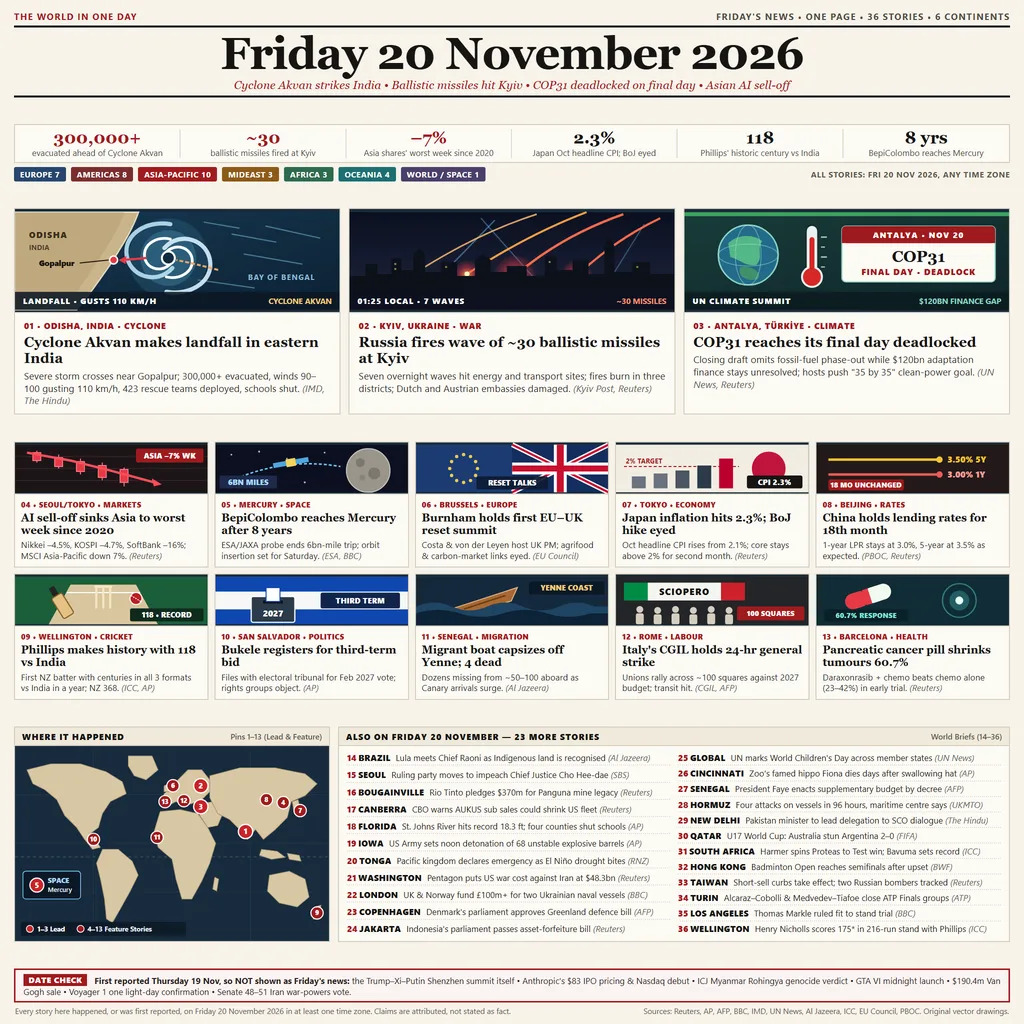 THE WORLD IN ONE DAY
FRIDAY'S NEWS • ONE PAGE • 36 STORIES • 6 CONTINENTS
Friday 20 November 2026
Cyclone Akvan strikes India • Ballistic missiles hit Kyiv • COP31 deadlocked on final day • Asian AI sell-off
300,000+
evacuated ahead of Cyclone Akvan
~30
ballistic missiles fired at Kyiv
−7%
Asia shares' worst week since 2020
2.3%
Japan Oct headline CPI; BoJ eyed
118
Phillips' historic century vs India
8 yrs
BepiColombo reaches Mercury
EUROPE 7
AMERICAS 8
ASIA-PACIFIC 10
MIDEAST 3
AFRICA 3
OCEANIA 4
WORLD / SPACE 1
ALL STORIES: FRI 20 NOV 2026, ANY TIME ZONE
ODISHA
INDIA
Gopalpur
BAY OF BENGAL
LANDFALL • GUSTS 110 KM/H
CYCLONE AKVAN
01 • ODISHA, INDIA • CYCLONE
Cyclone Akvan makes landfall in eastern
India
Severe storm crosses near Gopalpur; 300,000+ evacuated, winds 90–
100 gusting 110 km/h, 423 rescue teams deployed, schools shut. (IMD,
The Hindu)
01:25 LOCAL • 7 WAVES
~30 MISSILES
02 • KYIV, UKRAINE • WAR
Russia fires wave of ~30 ballistic missiles
at Kyiv
Seven overnight waves hit energy and transport sites; fires burn in three
districts; Dutch and Austrian embassies damaged. (Kyiv Post, Reuters)
ANTALYA • NOV 20
COP31
FINAL DAY • DEADLOCK
UN CLIMATE SUMMIT
$120BN FINANCE GAP
03 • ANTALYA, TÜRKİYE • CLIMATE
COP31 reaches its final day deadlocked
Closing draft omits fossil-fuel phase-out while $120bn adaptation
finance stays unresolved; hosts push "35 by 35" clean-power goal. (UN
News, Reuters)
ASIA −7% WK
04 • SEOUL/TOKYO • MARKETS
AI sell-off sinks Asia to worst
week since 2020
Nikkei −4.5%, KOSPI −4.7%, SoftBank −16%;
MSCI Asia-Pacific down 7%. (Reuters)
6BN MILES
05 • MERCURY • SPACE
BepiColombo reaches Mercury
after 8 years
ESA/JAXA probe ends 6bn-mile trip; orbit
insertion set for Saturday. (ESA, BBC)
RESET TALKS
06 • BRUSSELS • EUROPE
Burnham holds first EU–UK
reset summit
Costa & von der Leyen host UK PM; agrifood
& carbon-market links eyed. (EU Council)
2% TARGET
CPI 2.3%
07 • TOKYO • ECONOMY
Japan inflation hits 2.3%; BoJ
hike eyed
Oct headline CPI rises from 2.1%; core stays
above 2% for second month. (Reuters)
3.50% 5Y
3.00% 1Y
18 MO UNCHANGED
08 • BEIJING • RATES
China holds lending rates for
18th month
1-year LPR stays at 3.0%, 5-year at 3.5% as
expected. (PBOC, Reuters)
118 • RECORD
09 • WELLINGTON • CRICKET
Phillips makes history with 118
vs India
First NZ batter with centuries in all 3 formats
vs India in a year; NZ 368. (ICC, AP)
2027
THIRD TERM
10 • SAN SALVADOR • POLITICS
Bukele registers for third-term
bid
Files with electoral tribunal for Feb 2027 vote;
rights groups object. (AP)
YENNE COAST
11 • SENEGAL • MIGRATION
Migrant boat capsizes off
Yenne; 4 dead
Dozens missing from ~50–100 aboard as
Canary arrivals surge. (Al Jazeera)
SCIOPERO
100 SQUARES
12 • ROME • LABOUR
Italy's CGIL holds 24-hr general
strike
Unions rally across ~100 squares against 2027
budget; transit hit. (CGIL, AFP)
60.7% RESPONSE
13 • BARCELONA • HEALTH
Pancreatic cancer pill shrinks
tumours 60.7%
Daraxonrasib + chemo beats chemo alone
(23–42%) in early trial. (Reuters)
WHERE IT HAPPENED
Pins 1–13 (Lead & Feature)
6
2
13
12
3
8
4
7
1
11
10
9
5
SPACE
Mercury
1–3 Lead
4–13 Feature Stories
ALSO ON FRIDAY 20 NOVEMBER — 23 MORE STORIES
World Briefs (14–36)
14 BRAZIL Lula meets Chief Raoni as Indigenous land is recognised (Al Jazeera)
15 SEOUL Ruling party moves to impeach Chief Justice Cho Hee-dae (SBS)
16 BOUGAINVILLE Rio Tinto pledges $370m for Panguna mine legacy (Reuters)
17 CANBERRA CBO warns AUKUS sub sales could shrink US fleet (Reuters)
18 FLORIDA St. Johns River hits record 18.3 ft; four counties shut schools (AP)
19 IOWA US Army sets noon detonation of 68 unstable explosive barrels (AP)
20 TONGA Pacific kingdom declares emergency as El Niño drought bites (RNZ)
21 WASHINGTON Pentagon puts US war cost against Iran at $48.3bn (Reuters)
22 LONDON UK & Norway fund £100m+ for two Ukrainian naval vessels (BBC)
23 COPENHAGEN Denmark's parliament approves Greenland defence bill (AFP)
24 JAKARTA Indonesia's parliament passes asset-forfeiture bill (Reuters)
25 GLOBAL UN marks World Children's Day across member states (UN News)
26 CINCINNATI Zoo's famed hippo Fiona dies days after swallowing hat (AP)
27 SENEGAL President Faye enacts supplementary budget by decree (AFP)
28 HORMUZ Four attacks on vessels in 96 hours, maritime centre says (UKMTO)
29 NEW DELHI Pakistan minister to lead delegation to SCO dialogue (The Hindu)
30 QATAR U17 World Cup: Australia stun Argentina 2–0 (FIFA)
31 SOUTH AFRICA Harmer spins Proteas to Test win; Bavuma sets record (ICC)
32 HONG KONG Badminton Open reaches semifinals after upset (BWF)
33 TAIWAN Short-sell curbs take effect; two Russian bombers tracked (Reuters)
34 TURIN Alcaraz–Cobolli & Medvedev–Tiafoe close ATP Finals groups (ATP)
35 LOS ANGELES Thomas Markle ruled fit to stand trial (BBC)
36 WELLINGTON Henry Nicholls scores 175* in 216-run stand with Phillips (ICC)
DATE CHECK First reported Thursday 19 Nov, so NOT shown as Friday's news: the Trump–Xi–Putin Shenzhen summit itself • Anthropic's $83 IPO pricing & Nasdaq debut • ICJ Myanmar Rohingya genocide verdict • GTA VI midnight launch • $190.4m Van
Gogh sale • Voyager 1 one light-day confirmation • Senate 48–51 Iran war-powers vote.
Every story here happened, or was first reported, on Friday 20 November 2026 in at least one time zone. Claims are attributed, not stated as fact.
Sources: Reuters, AP, AFP, BBC, IMD, UN News, Al Jazeera, ICC, EU Council, PBOC. Original vector drawings.